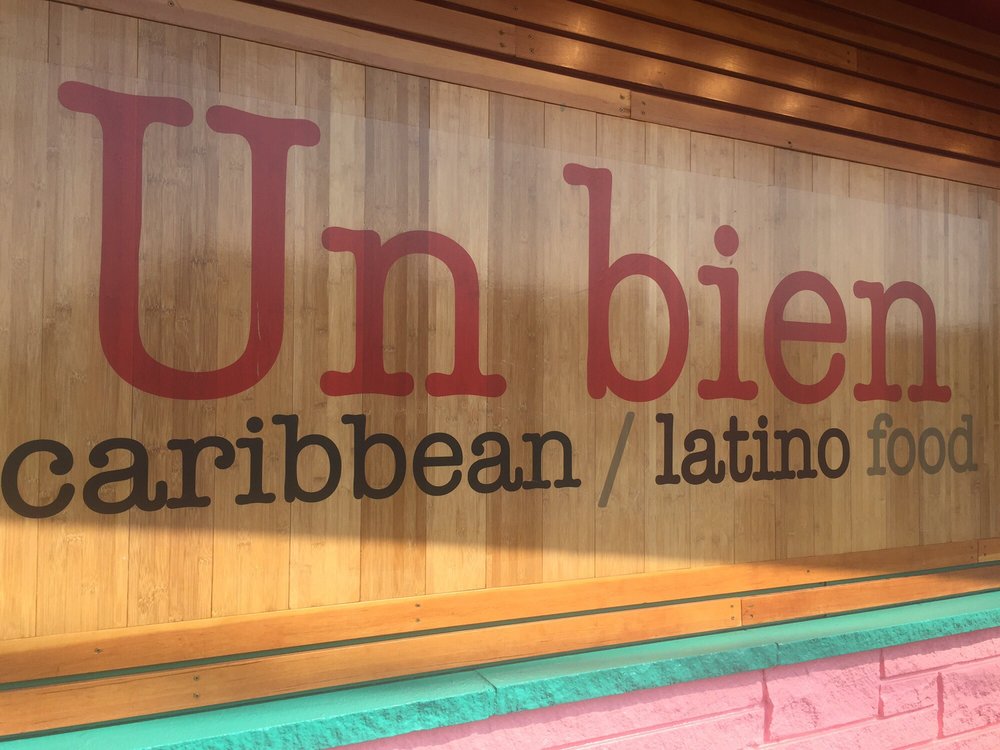 Un bien
caribbean / latino food